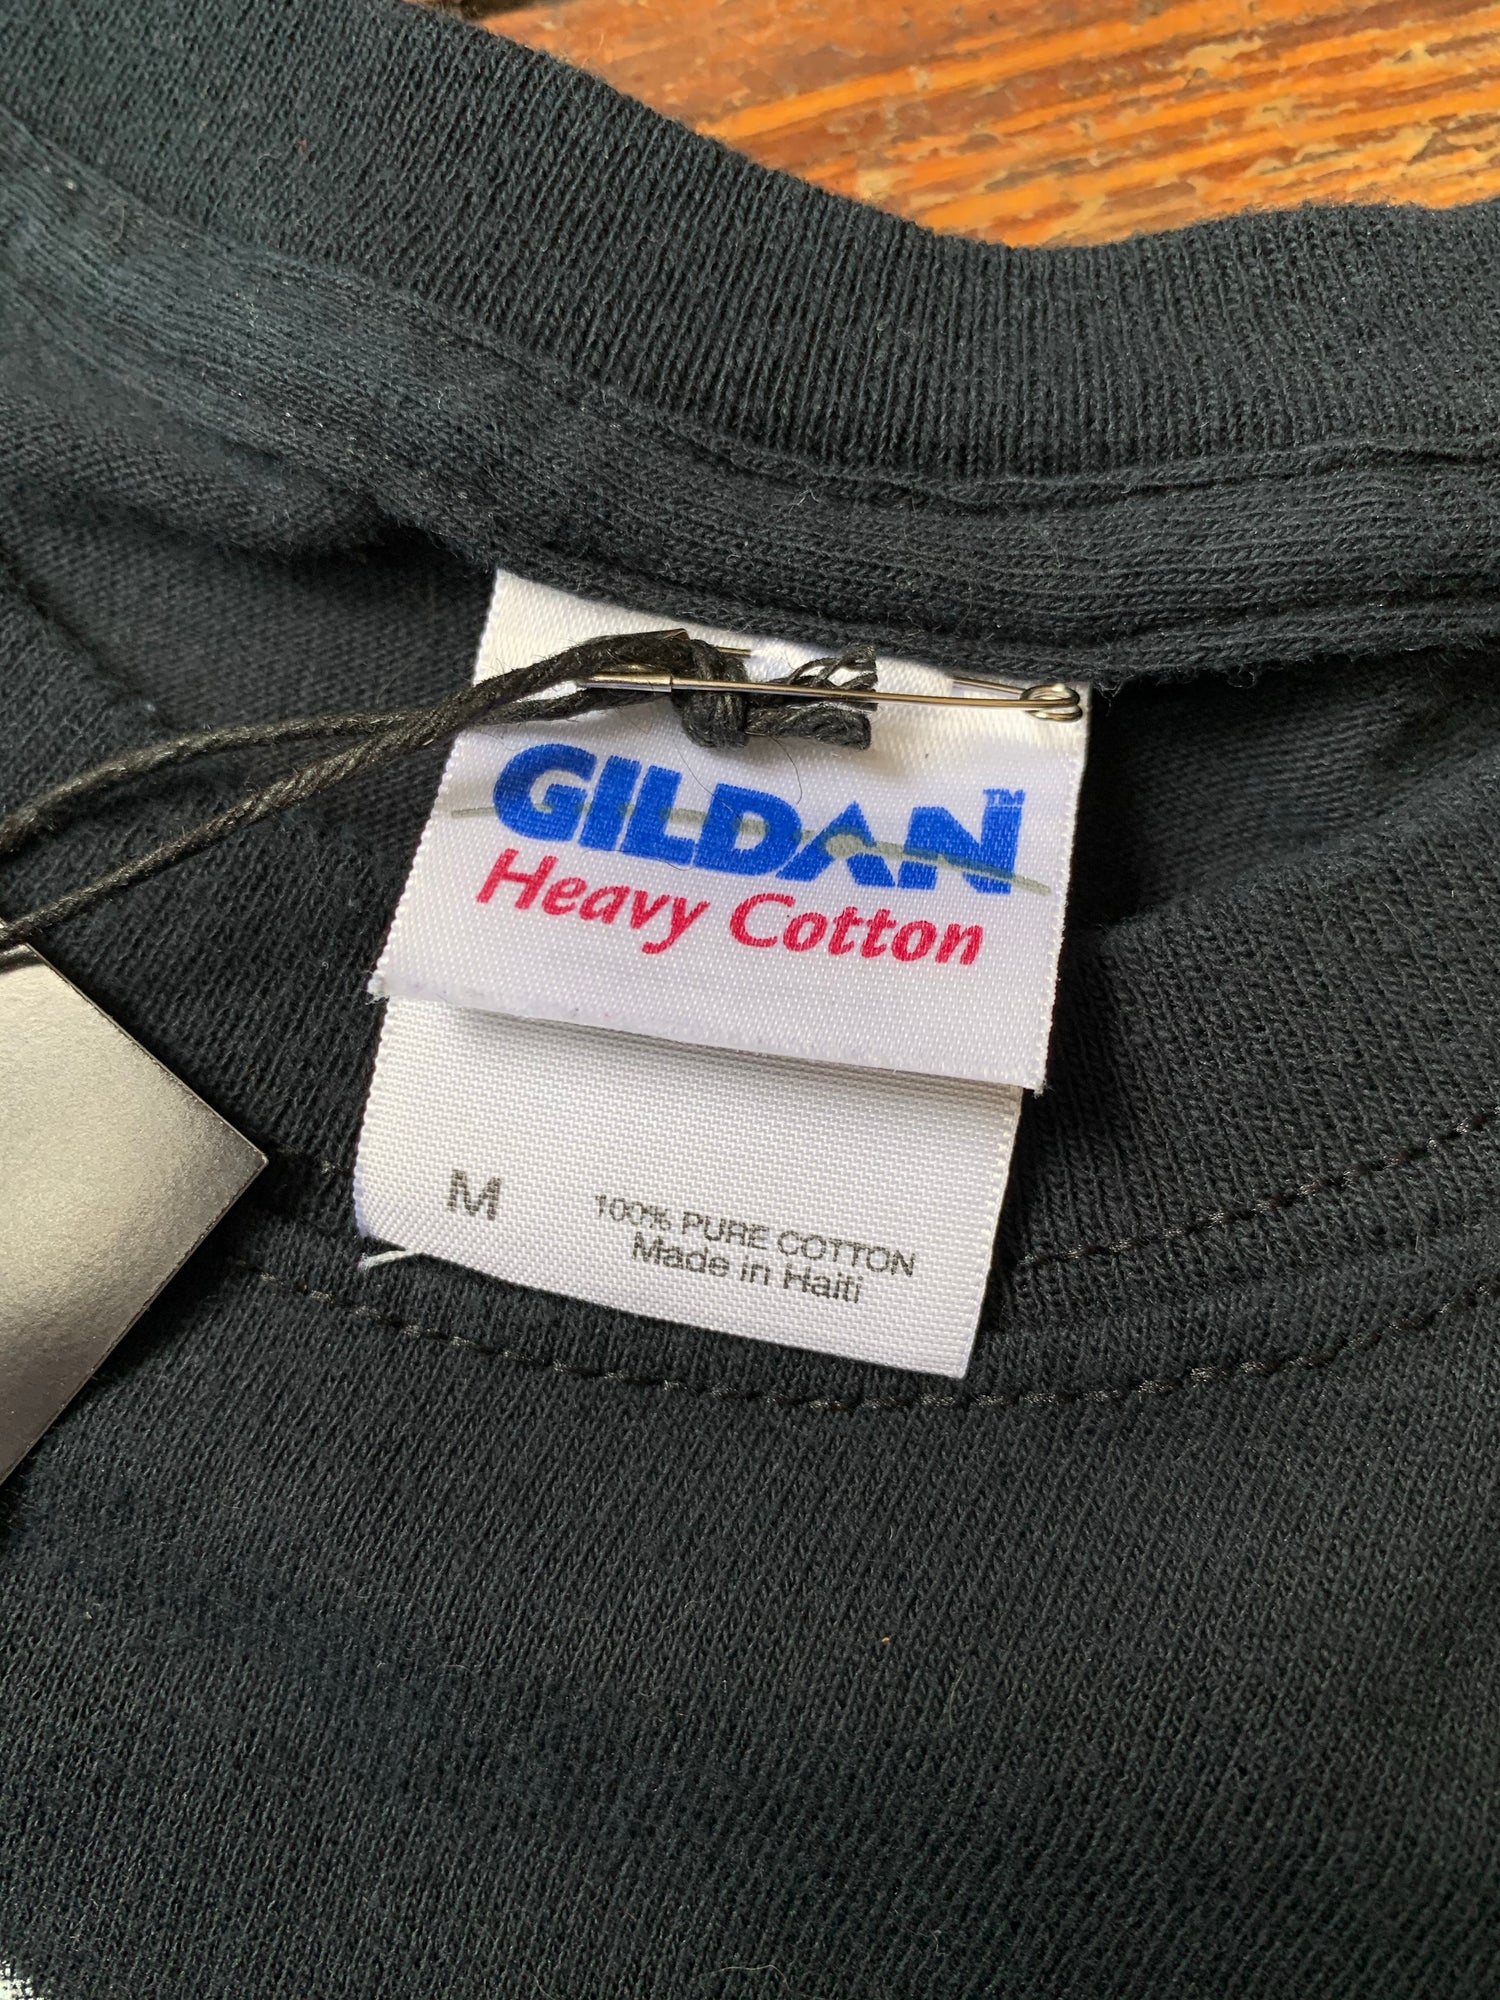 GILDAN™
Heavy Cotton
M
100% PURE COTTON
Made in Haiti